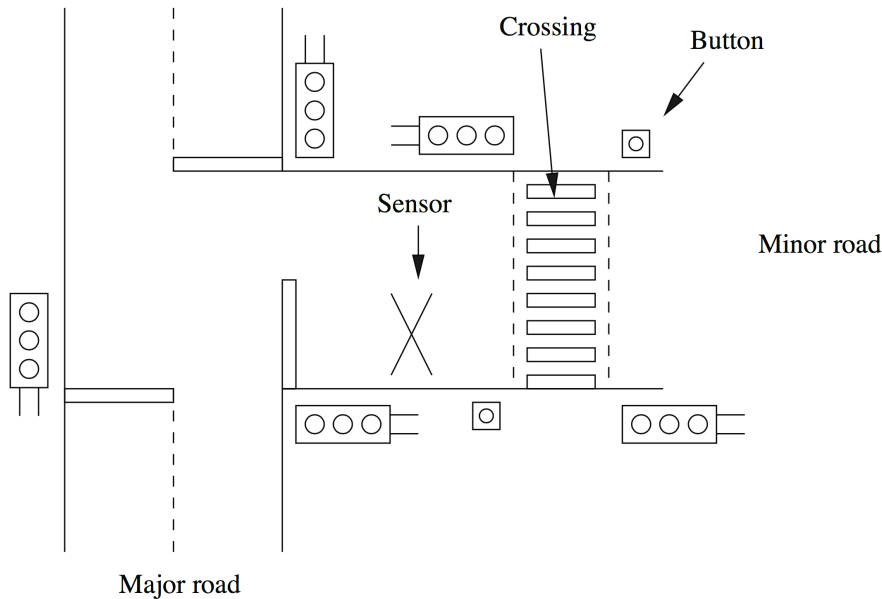 Crossing
Button
Sensor
Minor road
Major road